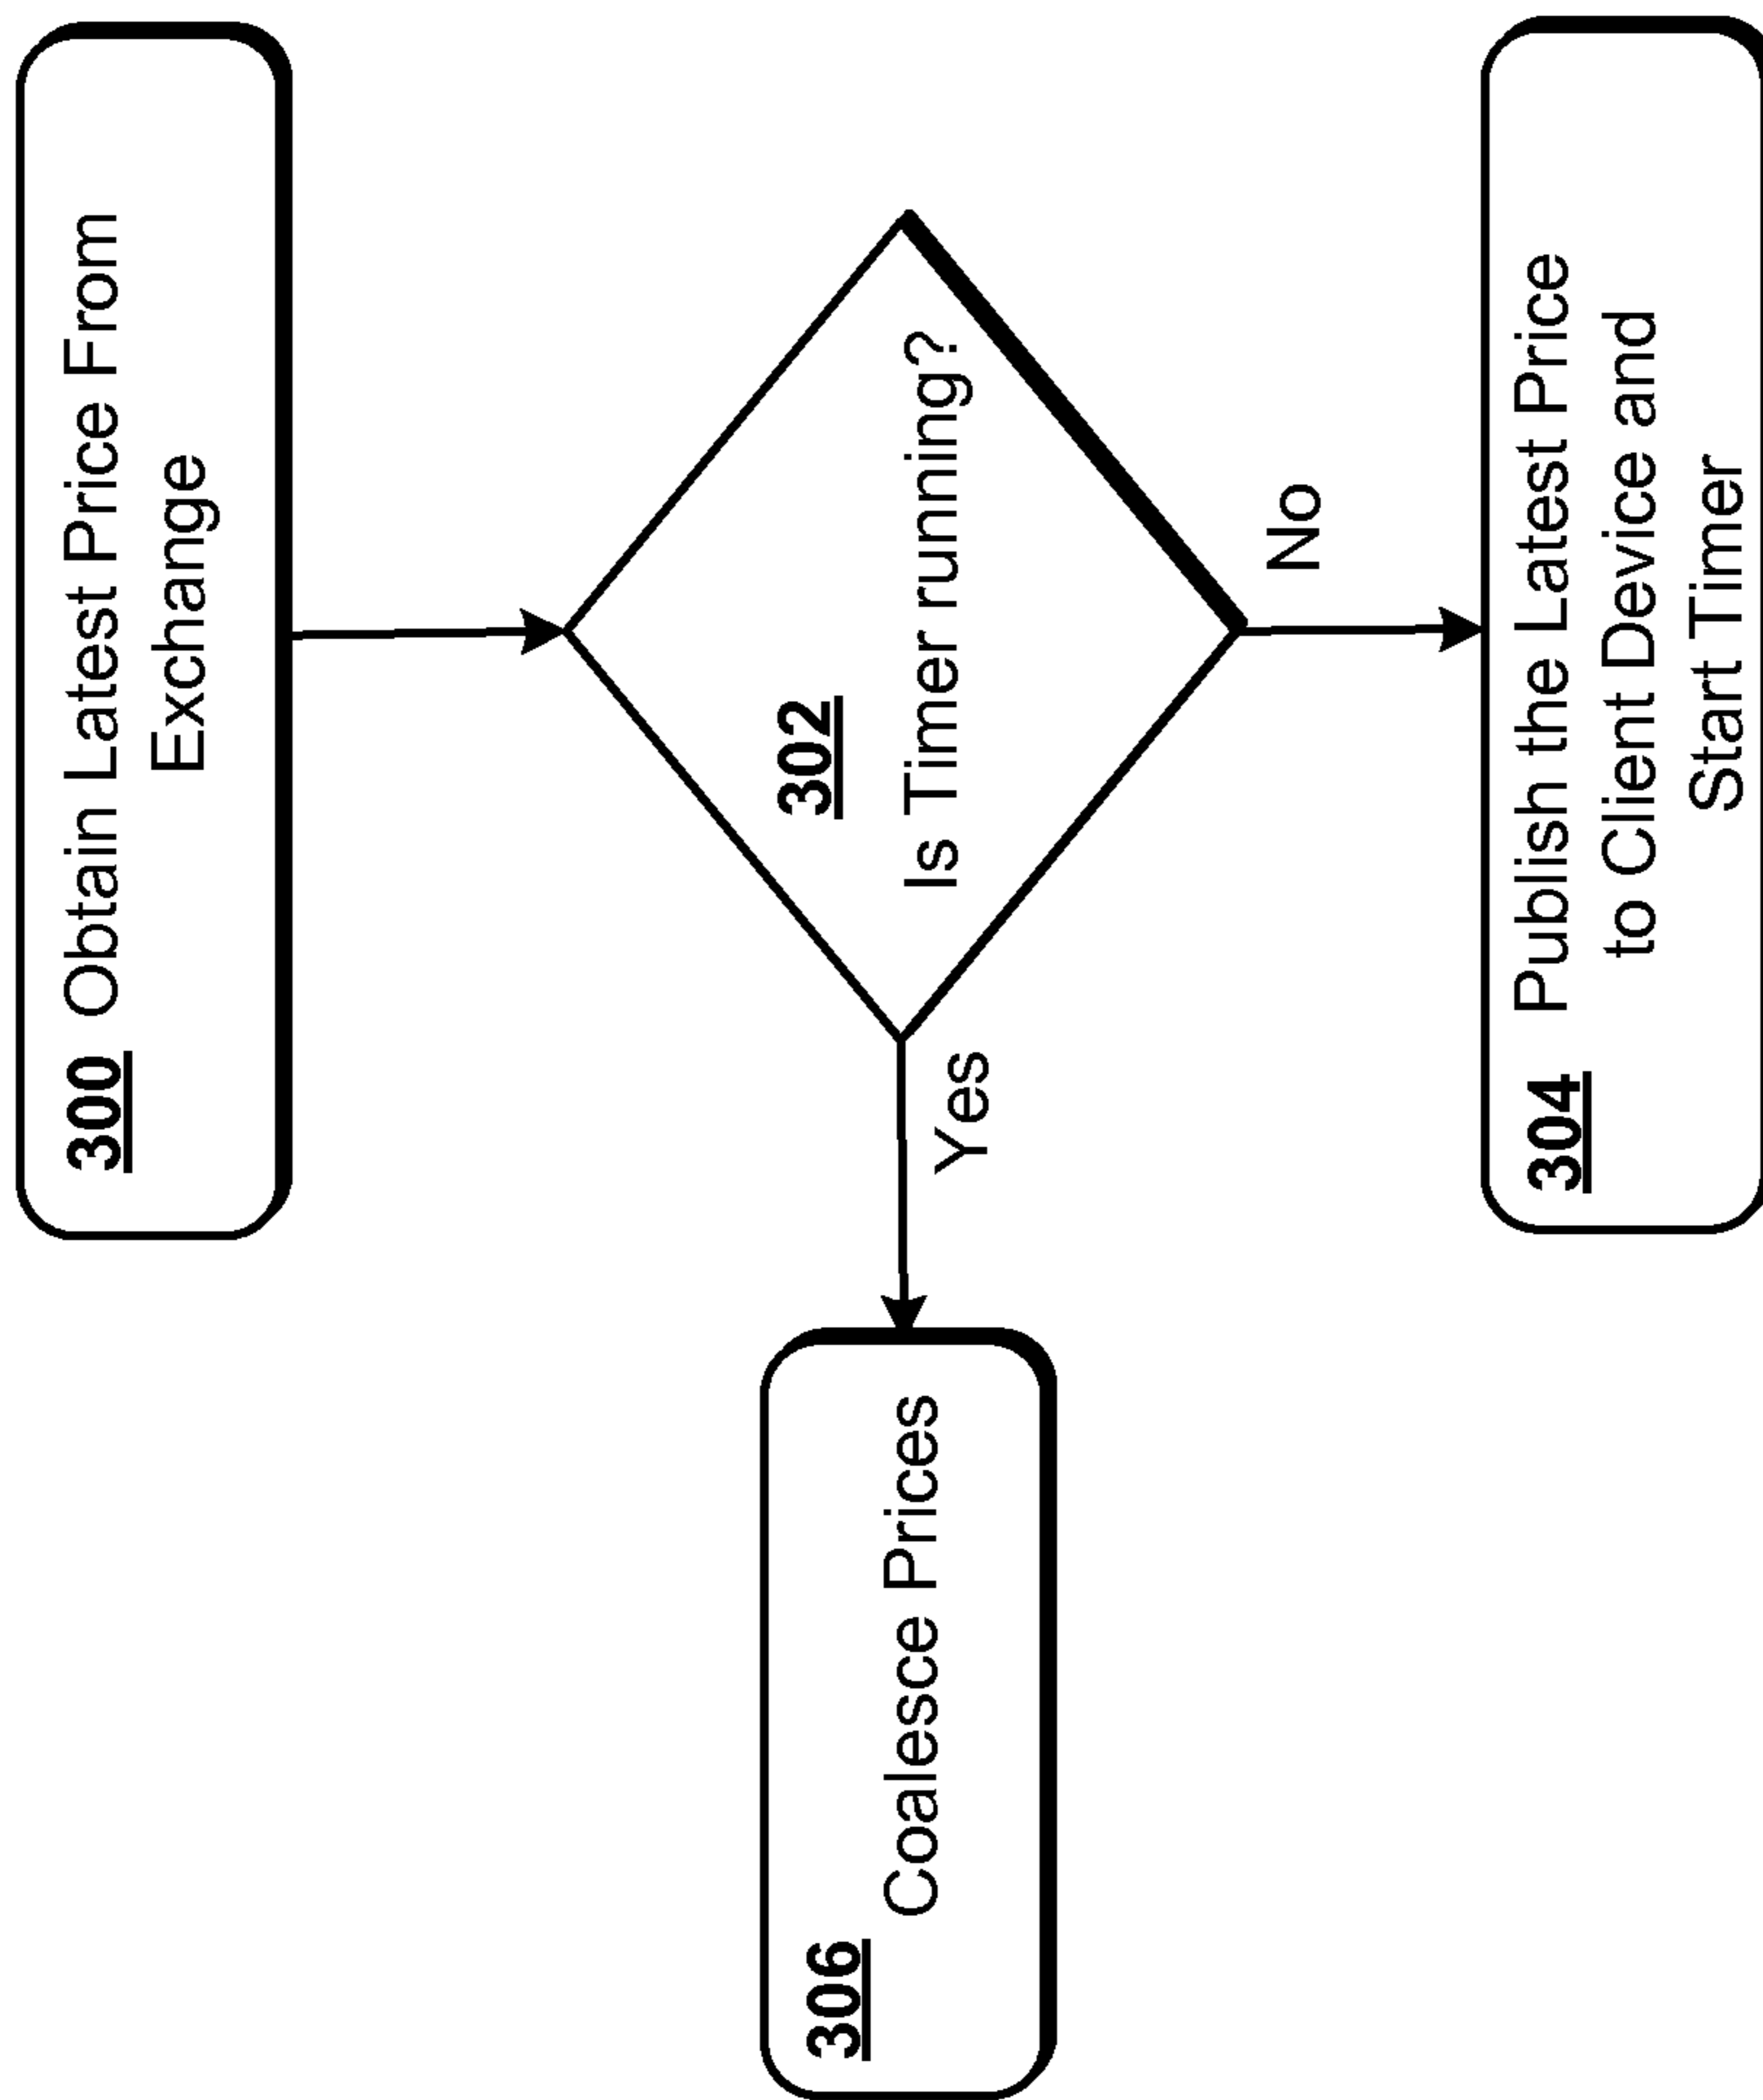 300 Obtain Latest Price From
Exchange
302
Is Timer running?
Yes
No
306
Coalesce Prices
304 Publish the Latest Price
to Client Device and
Start Timer